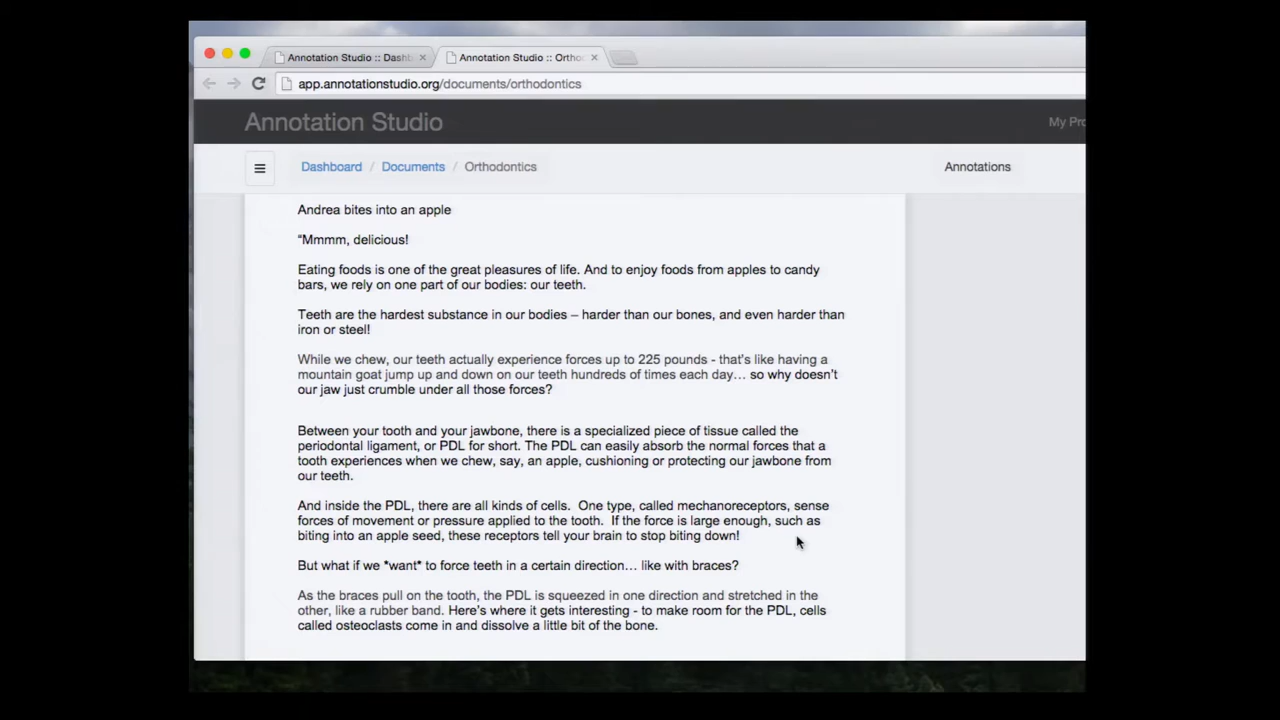 Annotation Studio :: Dashb
Annotation Studio :: Ortho
app.annotationstudio.org/documents/orthodontics
Annotation Studio
My Pro
Dashboard / Documents / Orthodontics
Annotations
Andrea bites into an apple
“Mmmm, delicious!
Eating foods is one of the great pleasures of life. And to enjoy foods from apples to candy
bars, we rely on one part of our bodies: our teeth.
Teeth are the hardest substance in our bodies – harder than our bones, and even harder than
iron or steel!
While we chew, our teeth actually experience forces up to 225 pounds - that’s like having a
mountain goat jump up and down on our teeth hundreds of times each day… so why doesn’t
our jaw just crumble under all those forces?
Between your tooth and your jawbone, there is a specialized piece of tissue called the
periodontal ligament, or PDL for short. The PDL can easily absorb the normal forces that a
tooth experiences when we chew, say, an apple, cushioning or protecting our jawbone from
our teeth.
And inside the PDL, there are all kinds of cells.  One type, called mechanoreceptors, sense
forces of movement or pressure applied to the tooth.  If the force is large enough, such as
biting into an apple seed, these receptors tell your brain to stop biting down!
But what if we *want* to force teeth in a certain direction… like with braces?
As the braces pull on the tooth, the PDL is squeezed in one direction and stretched in the
other, like a rubber band. Here’s where it gets interesting - to make room for the PDL, cells
called osteoclasts come in and dissolve a little bit of the bone.